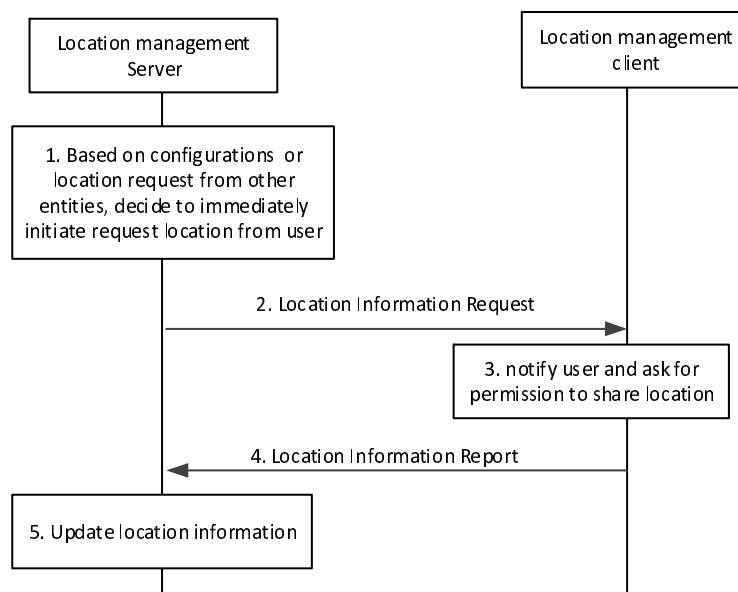 Location management
Server
Location management
client
1. Based on configurations or
location request from other
entities, decide to immediately
initiate request location from user
2. Location Information Request
3. notify user and ask for
permission to share location
4. Location Information Report
5. Update location information